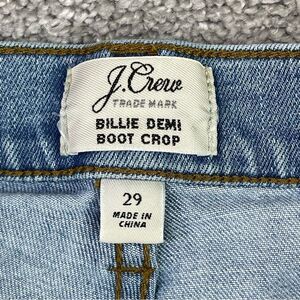 J.Crew
TRADE MARK
BILLIE DEMI
BOOT CROP
29
MADE IN
CHINA